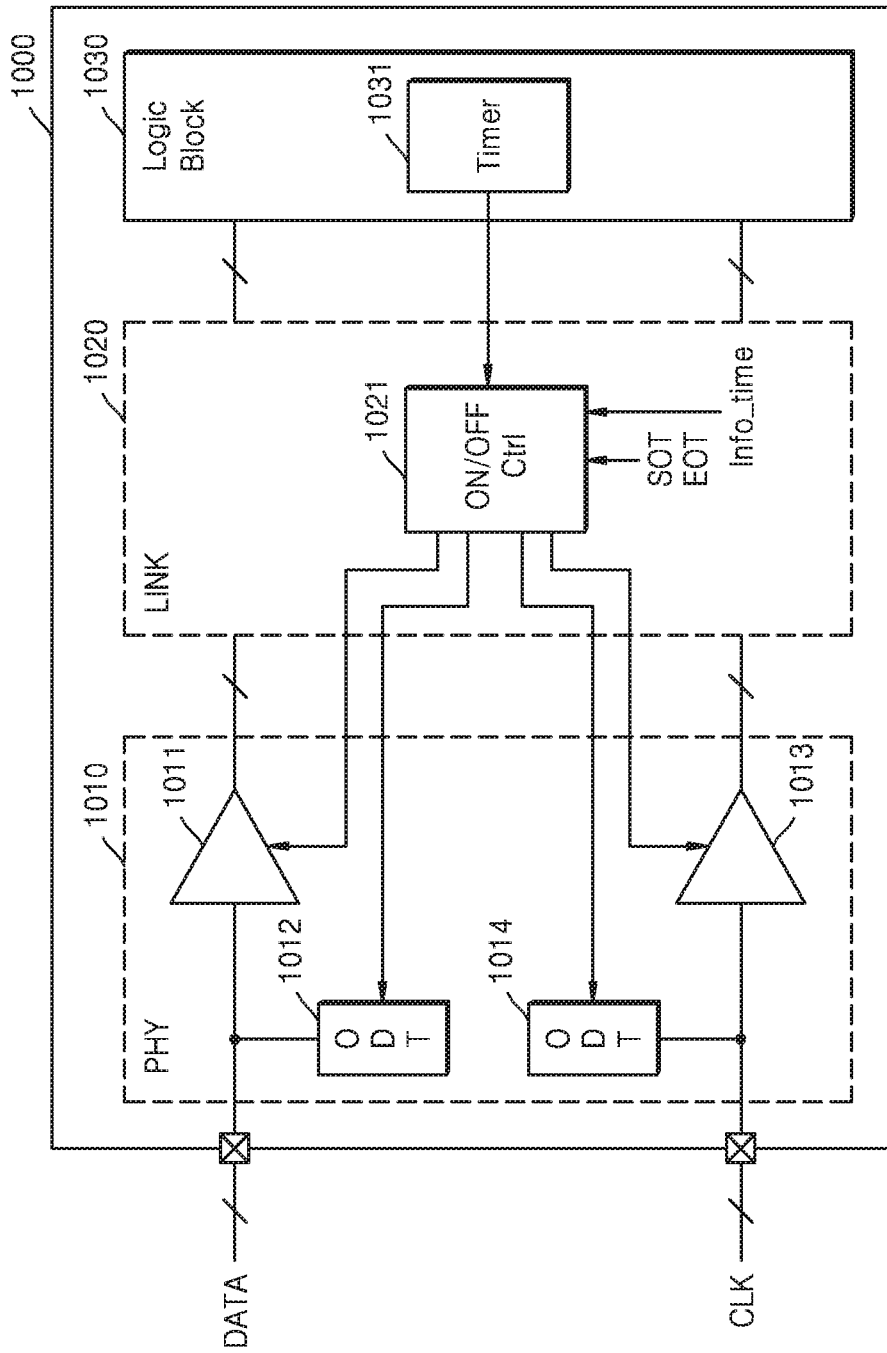 1000
1010
PHY
1011
1012
O
D
T
1014
O
D
T
1013
DATA
CLK
1020
LINK
1021
ON/OFF
Ctrl
SOT
EOT
Info_time
1030
Logic
Block
1031
Timer